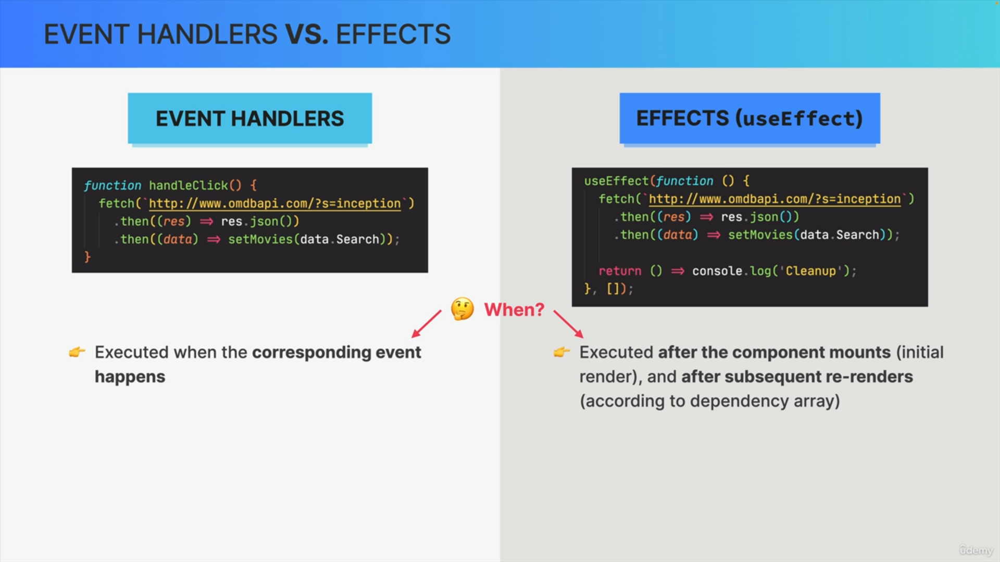 EVENT HANDLERS VS. EFFECTS
EVENT HANDLERS
function handleClick() {
fetch(`http://www.omdbapi.com/?s=inception`)
.then((res) => res.json())
.then((data) => setMovies(data.Search));
}
👉 Executed when the corresponding event
happens
🤔 When?
EFFECTS (useEffect)
useEffect(function () {
fetch(`http://www.omdbapi.com/?s=inception`)
.then((res) => res.json())
.then((data) => setMovies(data.Search));
return () => console.log('Cleanup');
}, []);
👉 Executed after the component mounts (initial
render), and after subsequent re-renders
(according to dependency array)
ûdemy